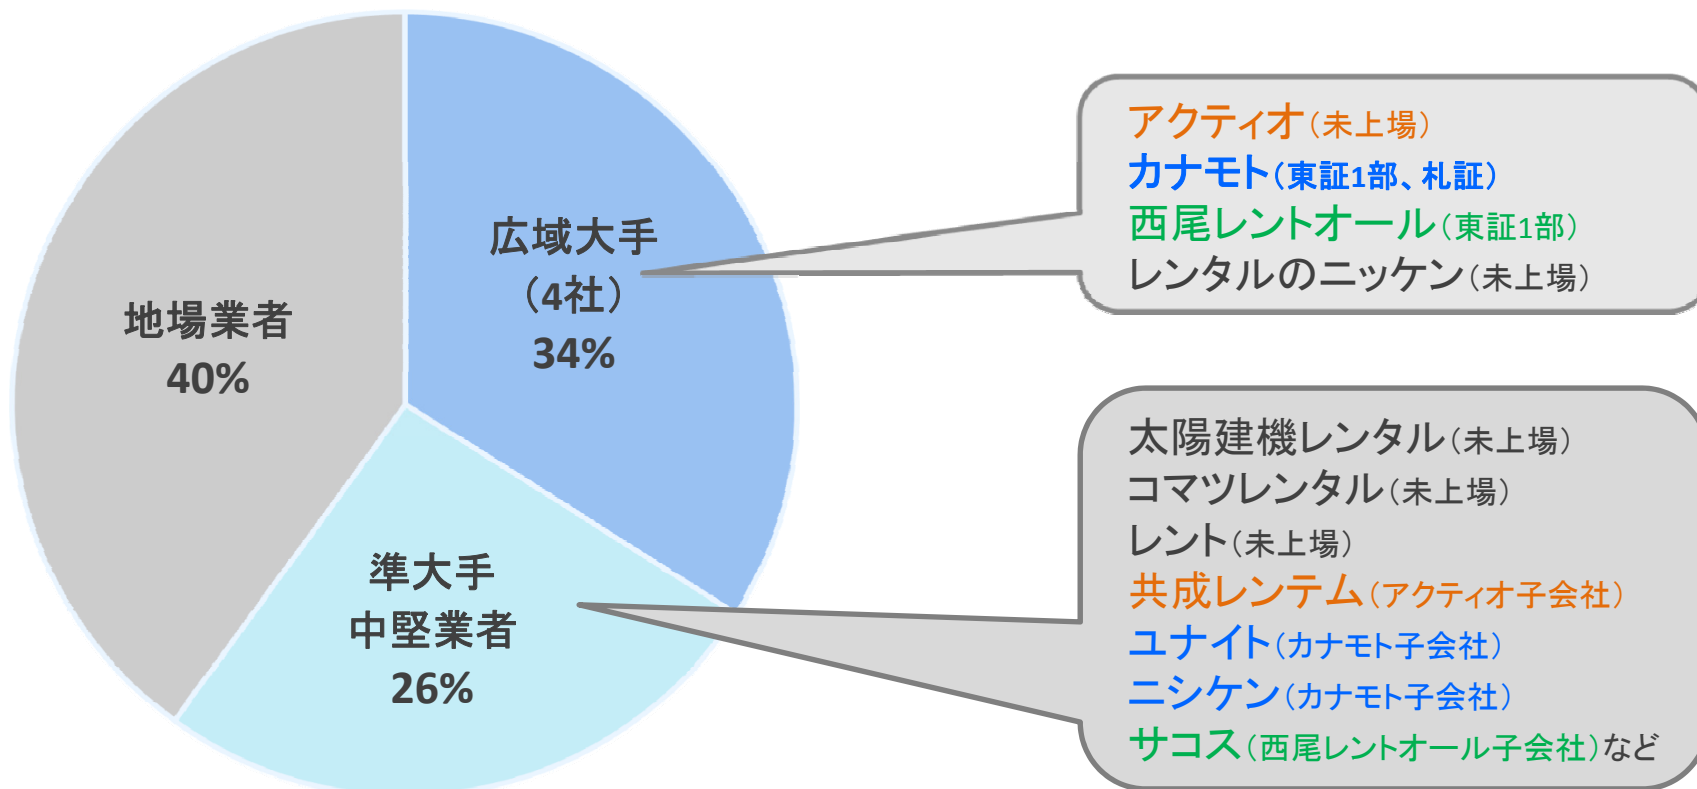 広域大手
（4社）
34%
地場業者
40%
準大手
中堅業者
26%
アクティオ（未上場）
カナモト（東証1部、札証）
西尾レントオール（東証1部）
レンタルのニッケン（未上場）
太陽建機レンタル（未上場）
コマツレンタル（未上場）
レント（未上場）
共成レンテム（アクティオ子会社）
ユナイト（カナモト子会社）
ニシケン（カナモト子会社）
サコス（西尾レントオール子会社）など